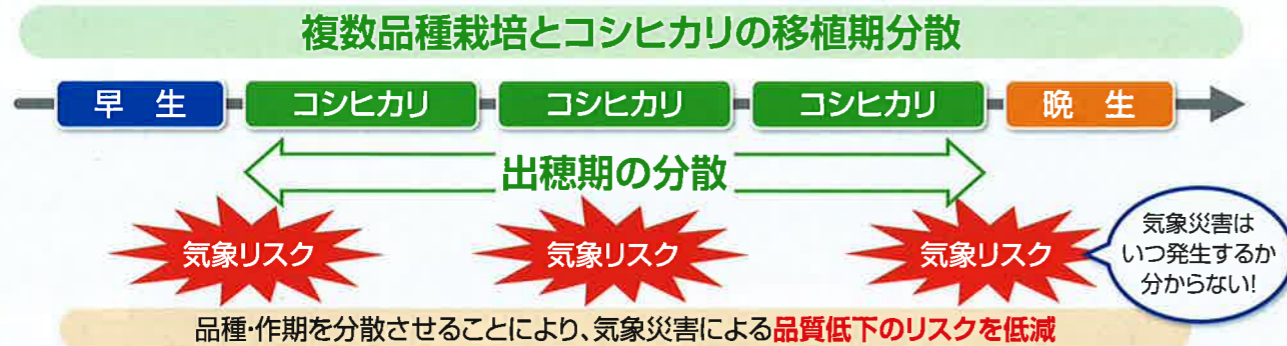 複数品種栽培とコシヒカリの移植期分散
早 生 コシヒカリ コシヒカリ コシヒカリ 晩 生
出穂期の分散
気象リスク 気象リスク 気象リスク
気象災害は
いつ発生するか
分からない!
品種・作期を分散させることにより、気象災害による品質低下のリスクを低減